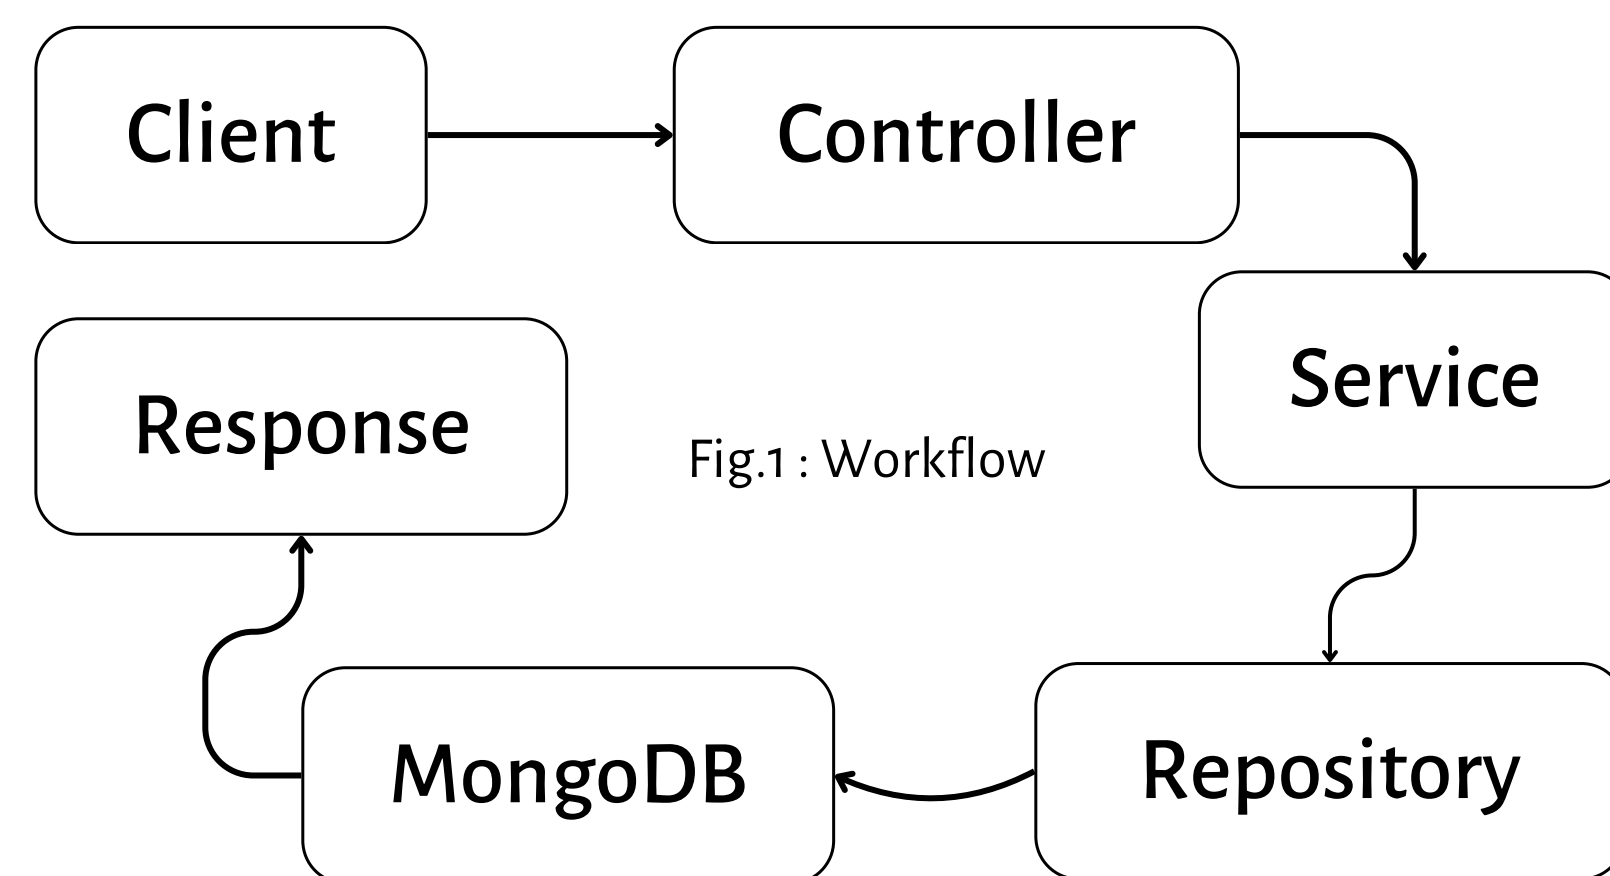 Client
Controller
Service
Response
Fig.1 : Workflow
MongoDB
Repository